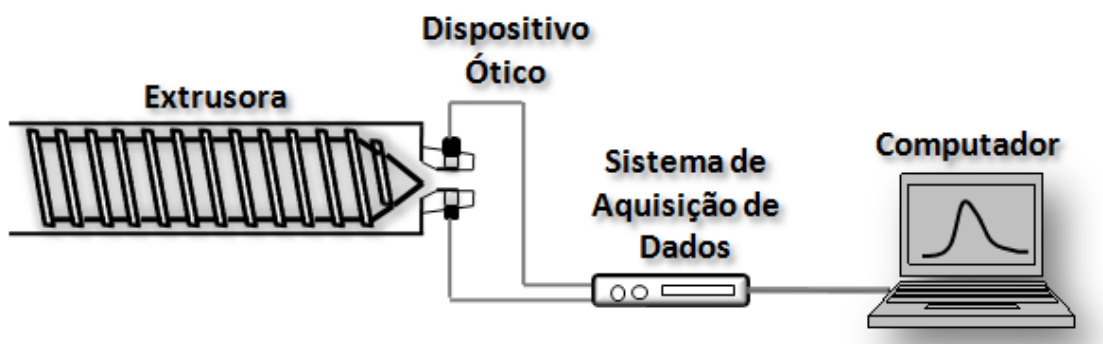 Dispositivo
Ótico
Extrusora
Sistema de
Aquisição de
Dados
Computador